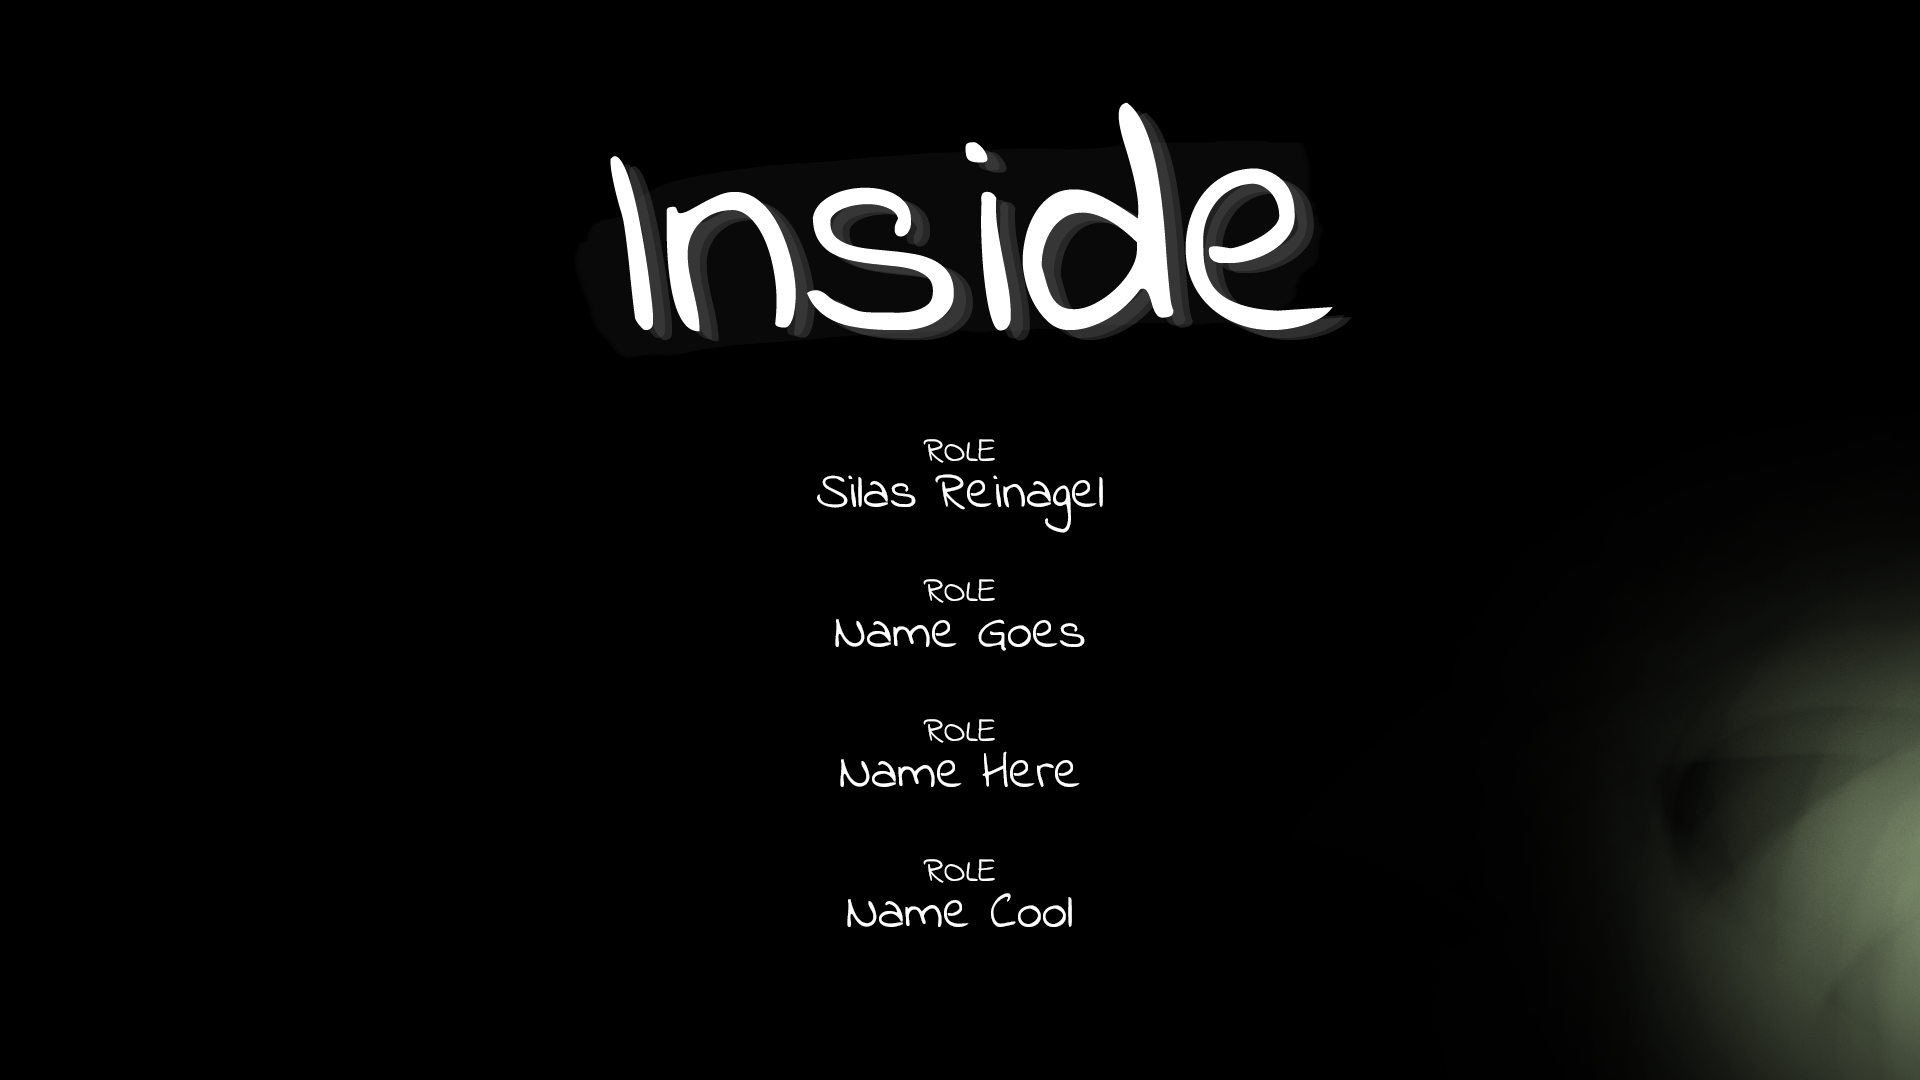 Inside
ROLE
Silas Reinagel
ROLE
Name Goes
ROLE
Name Here
ROLE
Name Cool